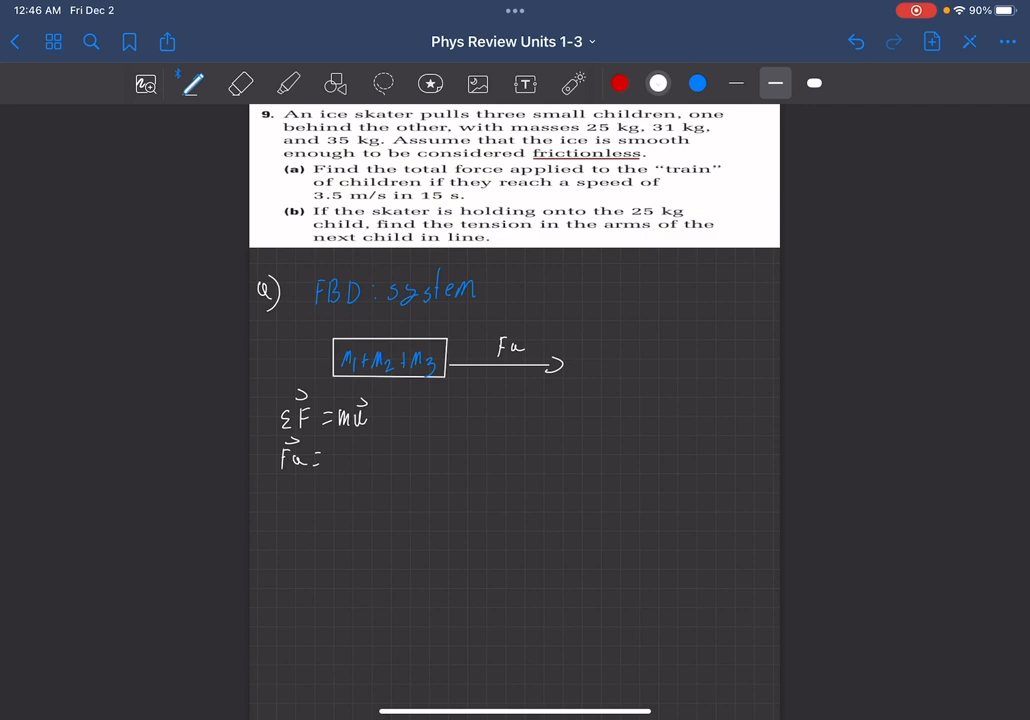 12:46 AM Fri Dec 2
90%
Phys Review Units 1-3
T
9. An ice skater pulls three small children, one
behind the other, with masses 25 kg, 31 kg,
and 35 kg. Assume that the ice is smooth
enough to be considered frictionless.
(a) Find the total force applied to the “train”
of children if they reach a speed of
3.5 m/s in 15 s.
(b) If the skater is holding onto the 25 kg
child, find the tension in the arms of the
next child in line.
a) FBD: system
m1+m2+m3
Fa
ΣF⃗ = ma⃗
F⃗a =